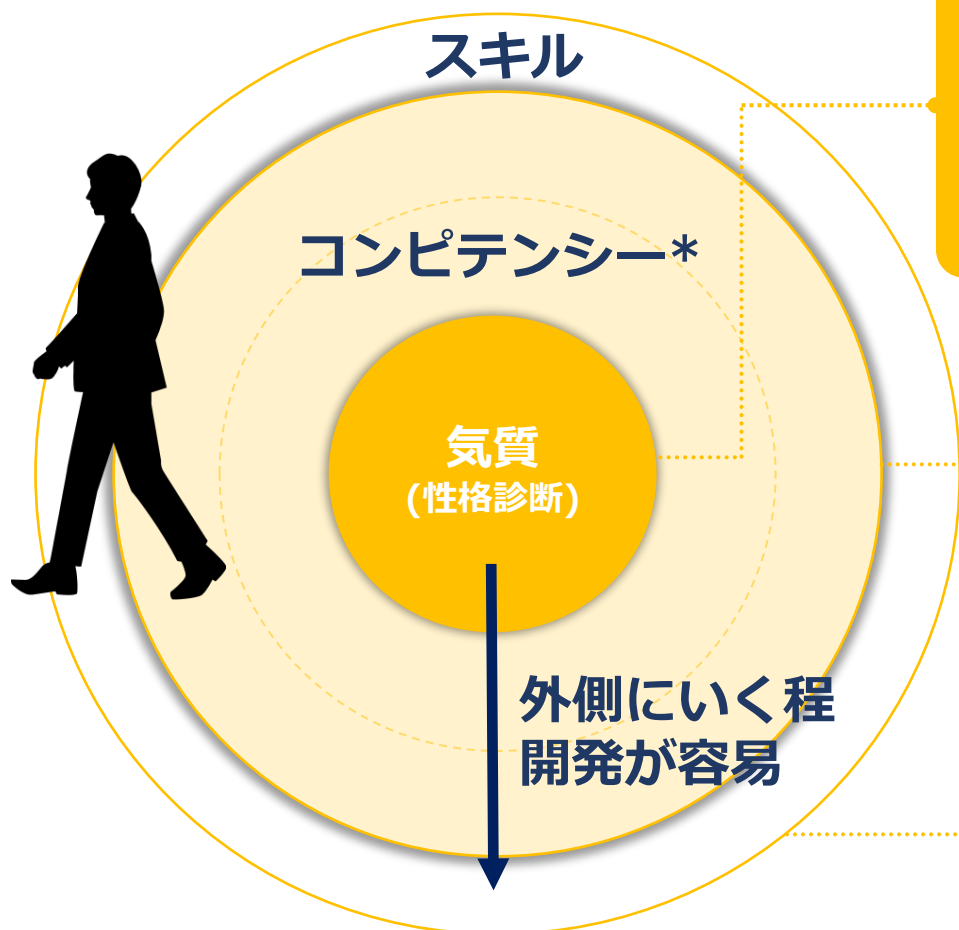 スキル
コンピテンシー*
気質
(性格診断)
外側にいく程
開発が容易